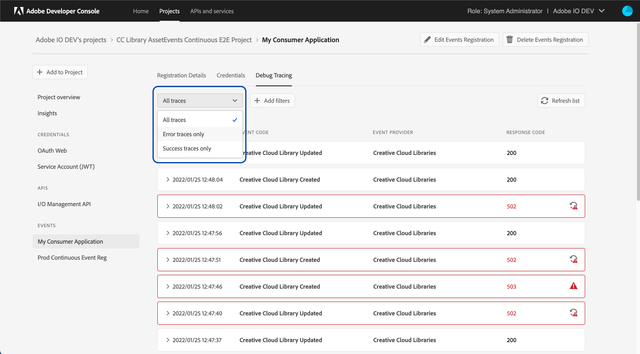 Adobe Developer Console Home Projects APIs and services Role: System Administrator | Adobe IO DEV
Adobe IO DEV's projects > CC Library AssetEvents Continuous E2E Project > My Consumer Application Edit Events Registration Delete Events Registration
+ Add to Project
Registration Details Credentials Debug Tracing
Project overview
Insights
CREDENTIALS
OAuth Web
Service Account (JWT)
APIS
I/O Management API
EVENTS
My Consumer Application
Prod Continuous Event Reg
All traces + Add filters Refresh list
All traces
Error traces only
Success traces only
ENT CODE EVENT PROVIDER RESPONSE CODE
Creative Cloud Library Updated Creative Cloud Libraries 200
2022/01/25 12:48:04 Creative Cloud Library Created Creative Cloud Libraries 200
2022/01/25 12:48:02 Creative Cloud Library Updated Creative Cloud Libraries 502
2022/01/25 12:47:56 Creative Cloud Library Updated Creative Cloud Libraries 200
2022/01/25 12:47:51 Creative Cloud Library Created Creative Cloud Libraries 502
2022/01/25 12:47:46 Creative Cloud Library Created Creative Cloud Libraries 503
2022/01/25 12:47:40 Creative Cloud Library Updated Creative Cloud Libraries 502
2022/01/25 12:47:37 Creative Cloud Library Created Creative Cloud Libraries 200